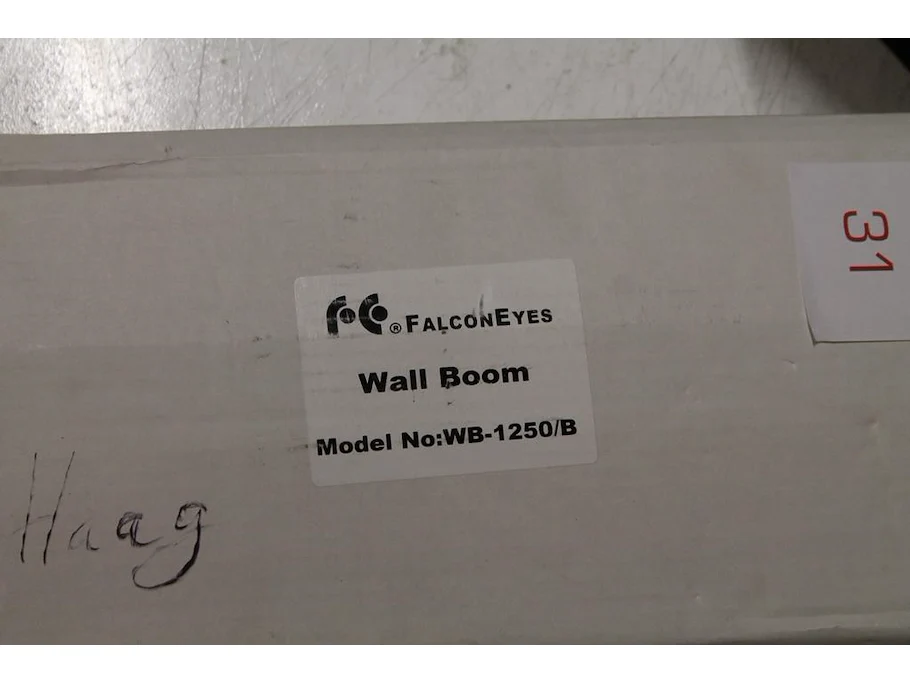 ® FALCONEYES
Wall Boom
Model No:WB-1250/B
31
Haag